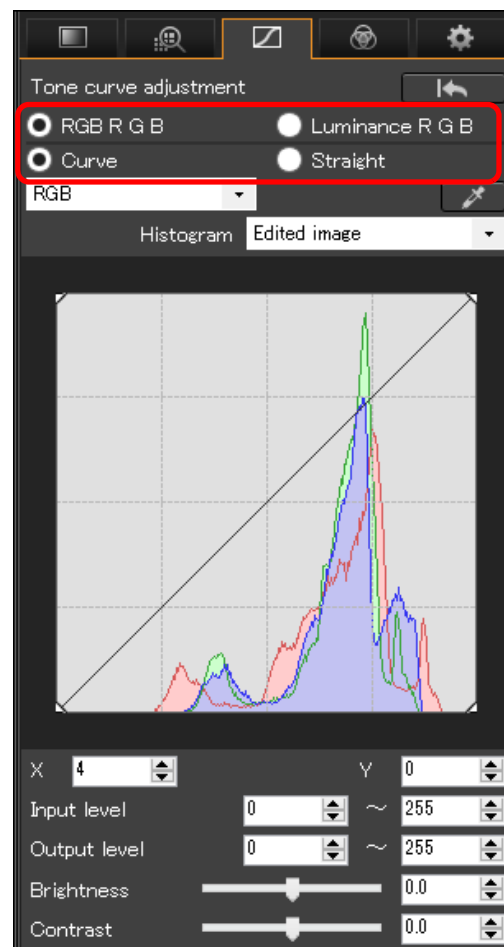 Tone curve adjustment
RGB R G B Luminance R G B
Curve Straight
RGB
Histogram Edited image
X 4 Y 0
Input level 0 ~ 255
Output level 0 ~ 255
Brightness 0.0
Contrast 0.0